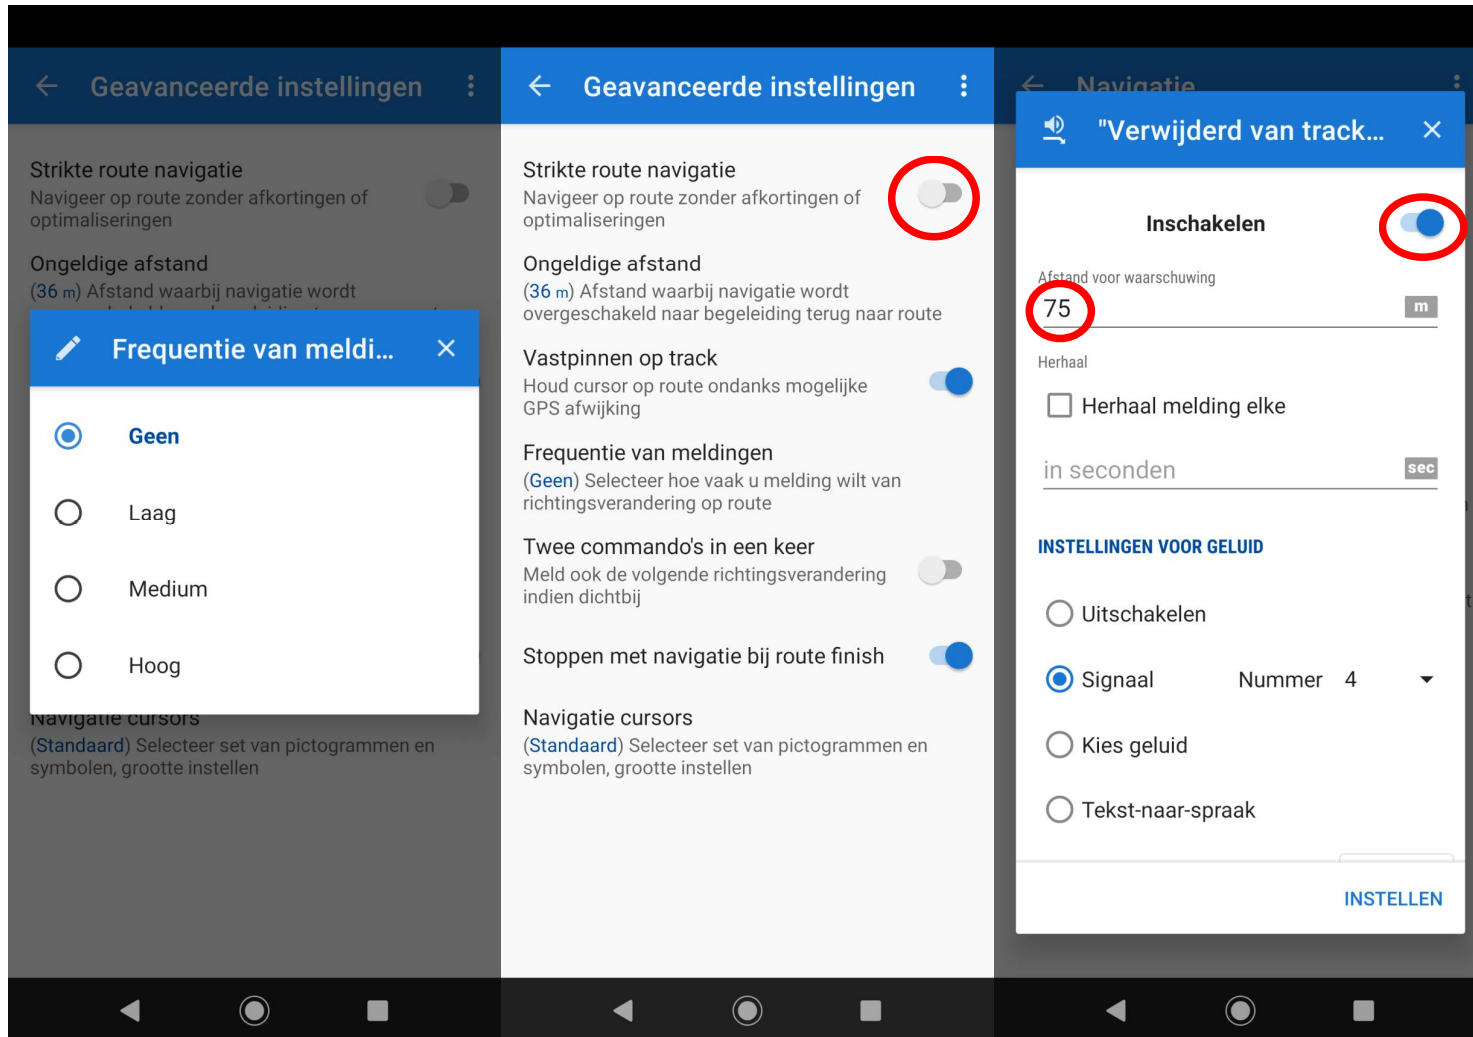 Geavanceerde instellingen
Strikte route navigatie
Navigeer op route zonder afkortingen of
optimaliseringen
Ongeldige afstand
(36 m) Afstand waarbij navigatie wordt
Frequentie van meldi...
Geen
Laag
Medium
Hoog
Navigatie cursors
(Standaard) Selecteer set van pictogrammen en
symbolen, grootte instellen
Geavanceerde instellingen
Strikte route navigatie
Navigeer op route zonder afkortingen of
optimaliseringen
Ongeldige afstand
(36 m) Afstand waarbij navigatie wordt
overgeschakeld naar begeleiding terug naar route
Vastpinnen op track
Houd cursor op route ondanks mogelijke
GPS afwijking
Frequentie van meldingen
(Geen) Selecteer hoe vaak u melding wilt van
richtingsverandering op route
Twee commando's in een keer
Meld ook de volgende richtingsverandering
indien dichtbij
Stoppen met navigatie bij route finish
Navigatie cursors
(Standaard) Selecteer set van pictogrammen en
symbolen, grootte instellen
Navigatie
"Verwijderd van track...
Inschakelen
Afstand voor waarschuwing
75 m
Herhaal
Herhaal melding elke
in seconden sec
INSTELLINGEN VOOR GELUID
Uitschakelen
Signaal Nummer 4
Kies geluid
Tekst-naar-spraak
INSTELLEN